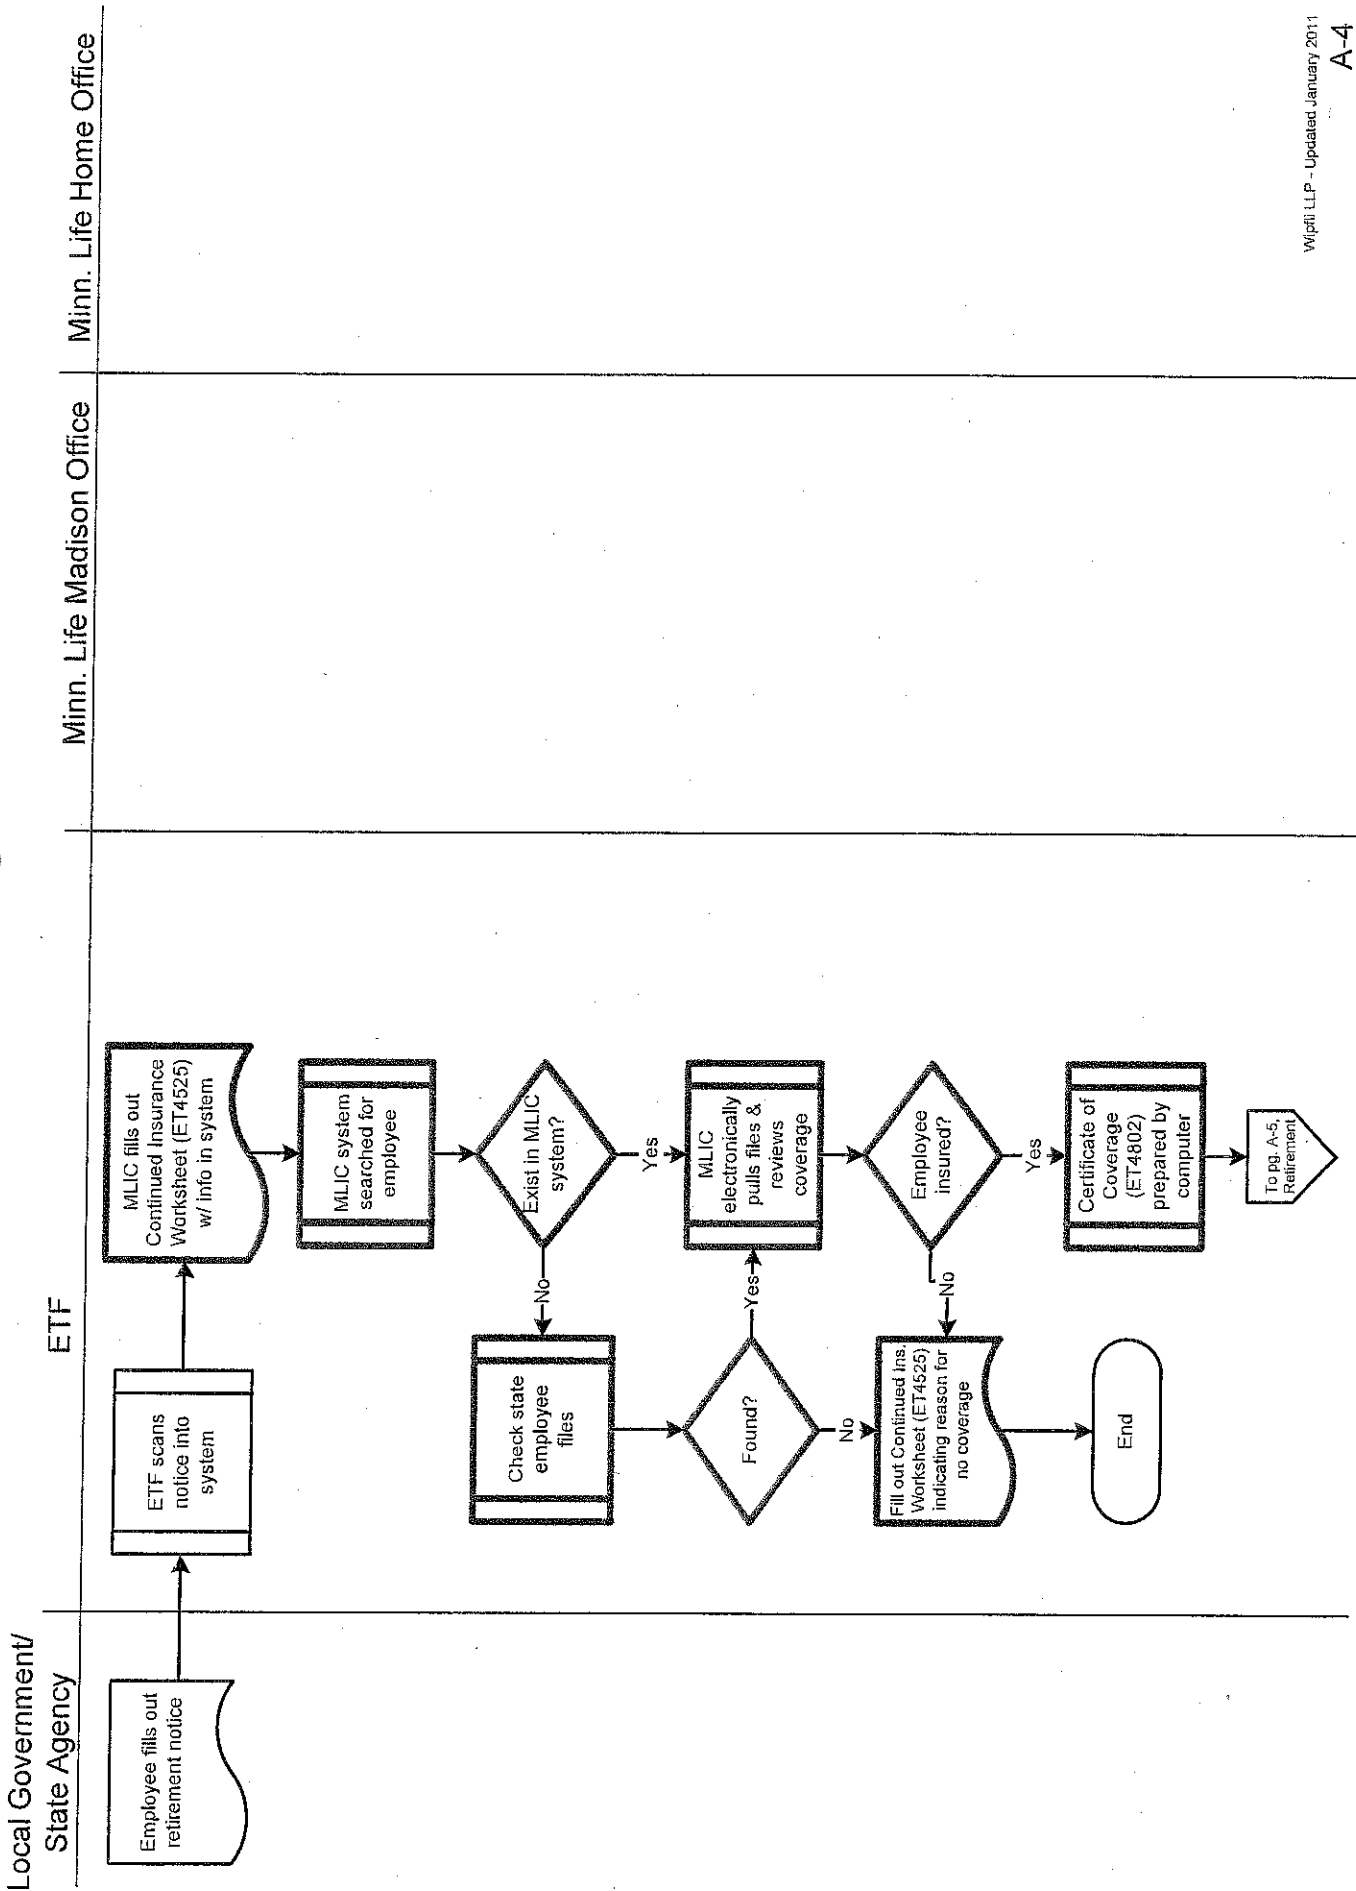 Local Government/
State Agency
ETF
Minn. Life Madison Office
Minn. Life Home Office
Employee fills out
retirement notice
ETF scans
notice into
system
MLIC fills out
Continued Insurance
Worksheet (ET4525)
w/ info in system
MLIC system
searched for
employee
Exist in MLIC
system?
No
Yes
Check state
employee
files
Found?
Yes
No
MLIC
electronically
pulls files &
reviews
coverage
Employee
insured?
No
Yes
Fill out Continued Ins.
Worksheet (ET4525)
indicating reason for
no coverage
End
Certificate of
Coverage
(ET4802)
prepared by
computer
To pg. A-5,
Retirement
Wipfli LLP - Updated January 2011
A-4